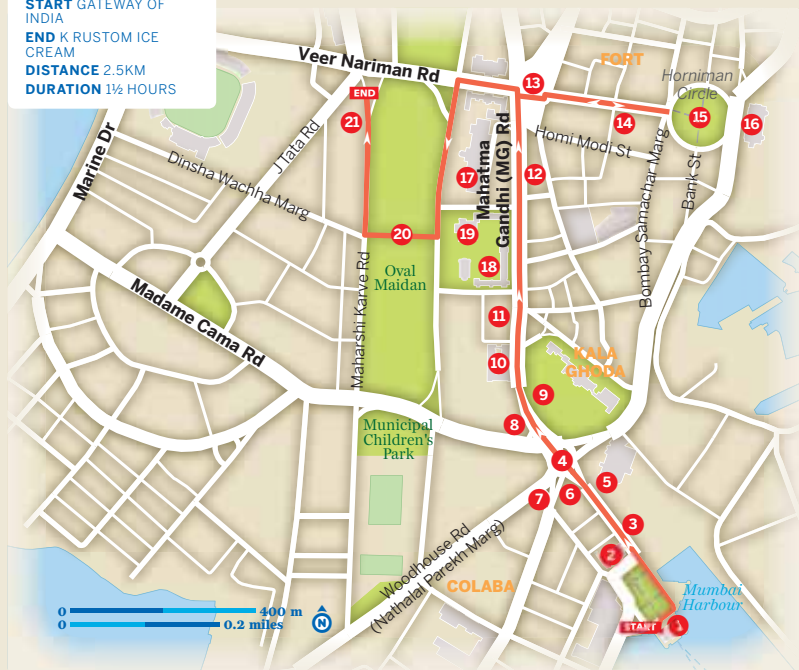 START GATEWAY OF
INDIA
END K RUSTOM ICE
CREAM
DISTANCE 2.5KM
DURATION 1½ HOURS
Veer Nariman Rd
FORT
Horniman
Circle
END
13
14
15
16
21
Marine Dr
J Tata Rd
Homi Modi St
Dinsha Wachha Marg
17
12
Mahatma
Gandhi (MG) Rd
Bombay Samachar Marg
Bank St
20
19
18
Oval
Maidan
Maharshi Karve Rd
Madame Cama Rd
11
10
KALA
GHODA
9
8
Municipal
Children's
Park
4
5
6
7
3
Woodhouse Rd
(Nathalal Parekh Marg)
2
COLABA
Mumbai
Harbour
START
1
0 400 m
0 0.2 miles
N